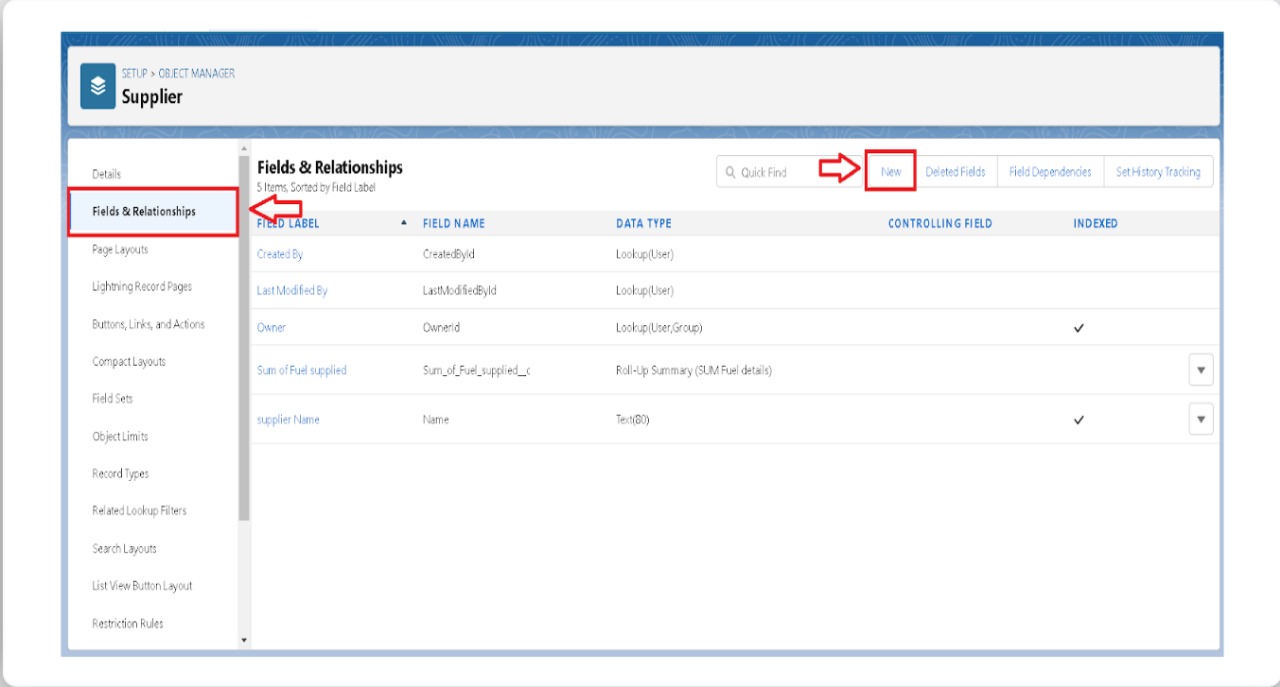 SETUP > OBJECT MANAGER
Supplier
Details
Fields & Relationships
Page Layouts
Lightning Record Pages
Buttons, Links, and Actions
Compact Layouts
Field Sets
Object Limits
Record Types
Related Lookup Filters
Search Layouts
List View Button Layout
Restriction Rules
Fields & Relationships
5 Items, Sorted by Field Label
Quick Find
New
Deleted Fields
Field Dependencies
Set History Tracking
FIELD LABEL FIELD NAME DATA TYPE CONTROLLING FIELD INDEXED
Created By CreatedById Lookup(User)
Last Modified By LastModifiedById Lookup(User)
Owner OwnerId Lookup(User,Group)
Sum of Fuel supplied Sum_of_Fuel_supplied__c Roll-Up Summary (SUM Fuel details)
supplier Name Name Text(80)